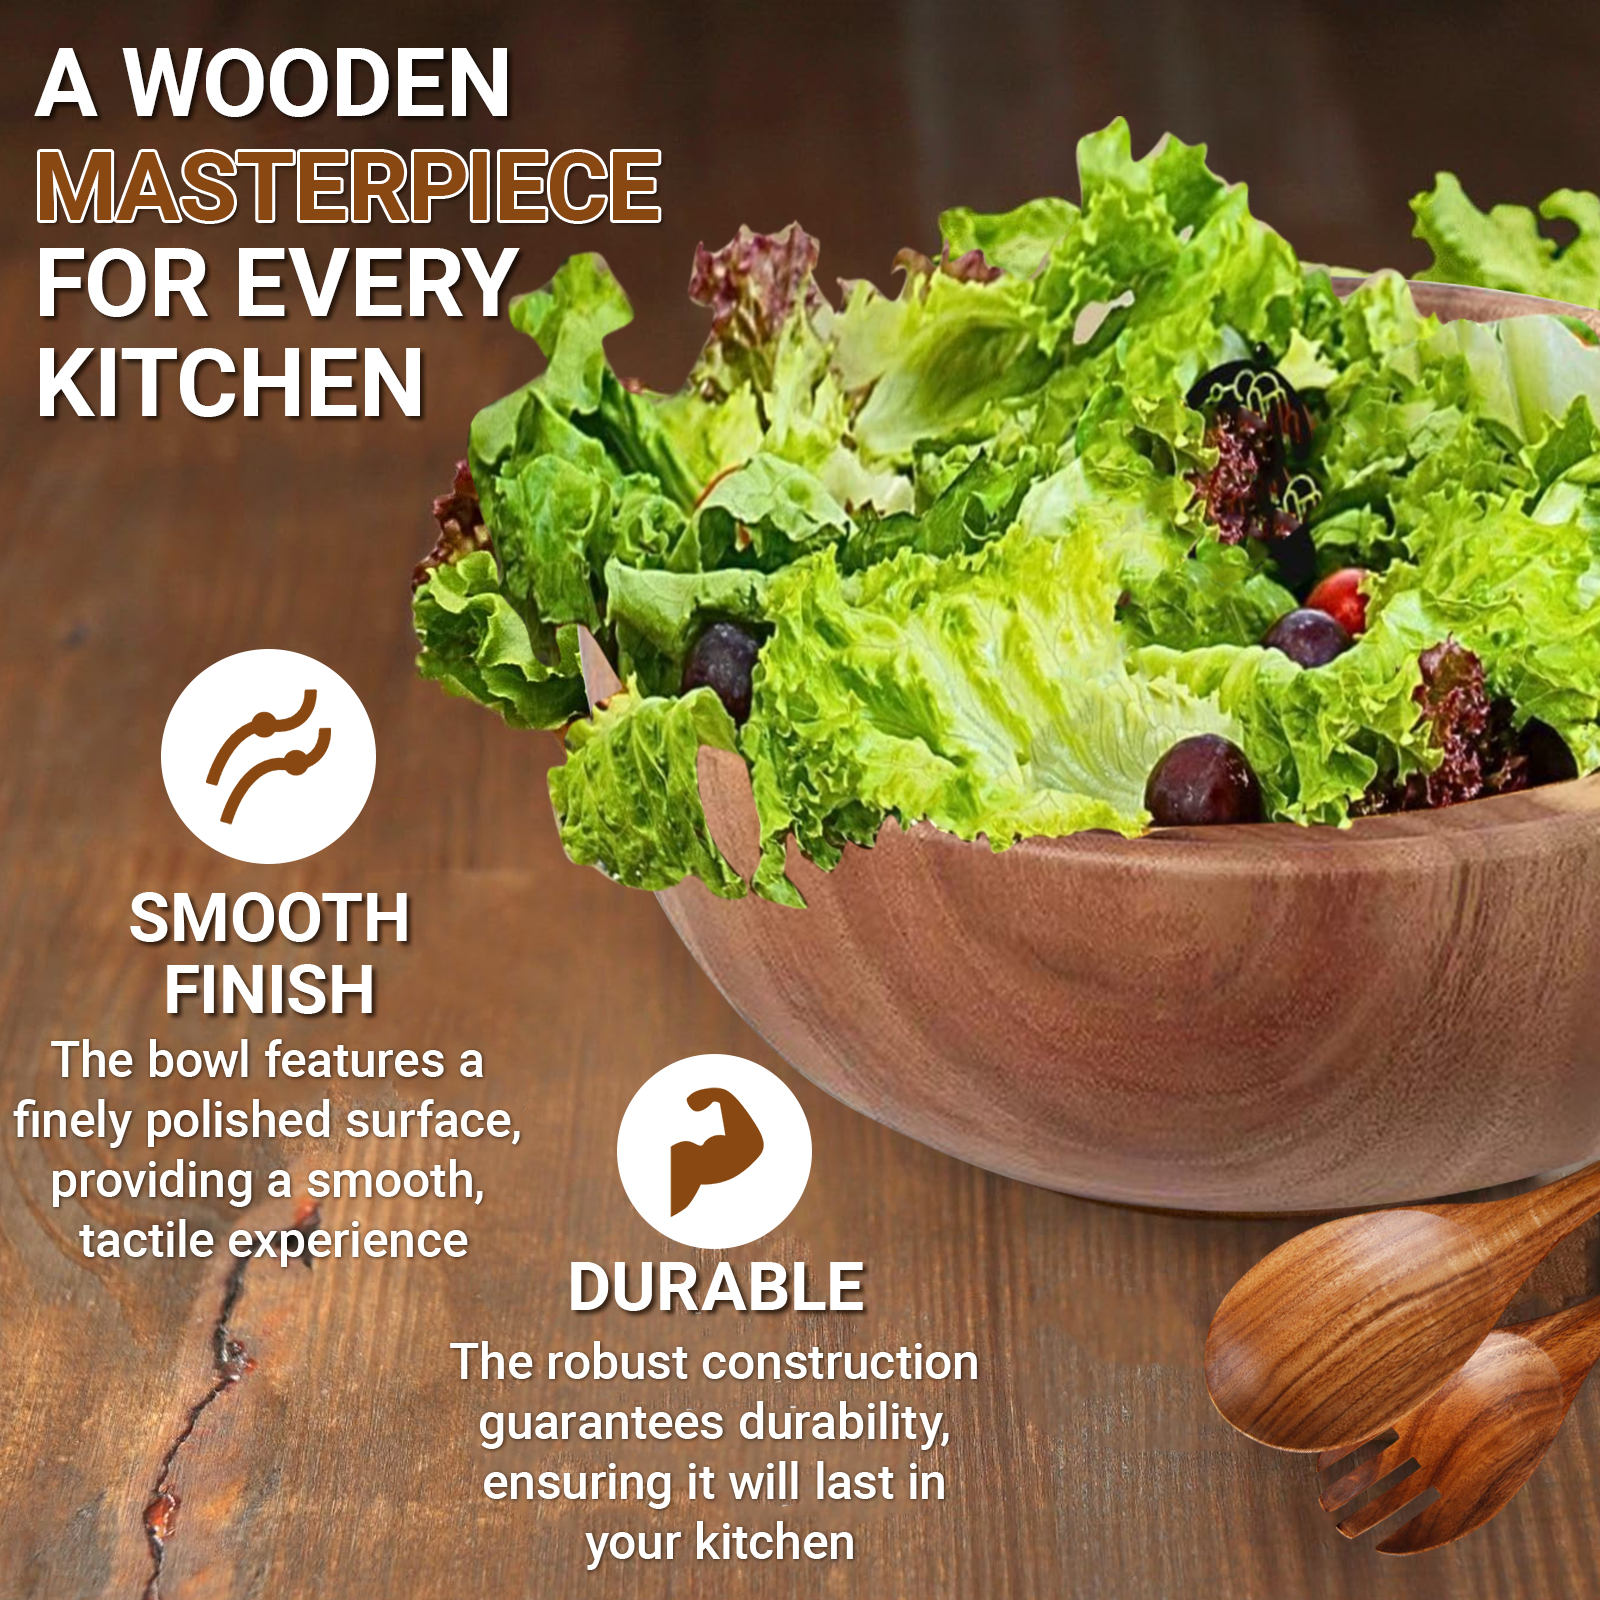 A WOODEN
MASTERPIECE
FOR EVERY
KITCHEN
SMOOTH
FINISH
The bowl features a
finely polished surface,
providing a smooth,
tactile experience
DURABLE
The robust construction
guarantees durability,
ensuring it will last in
your kitchen